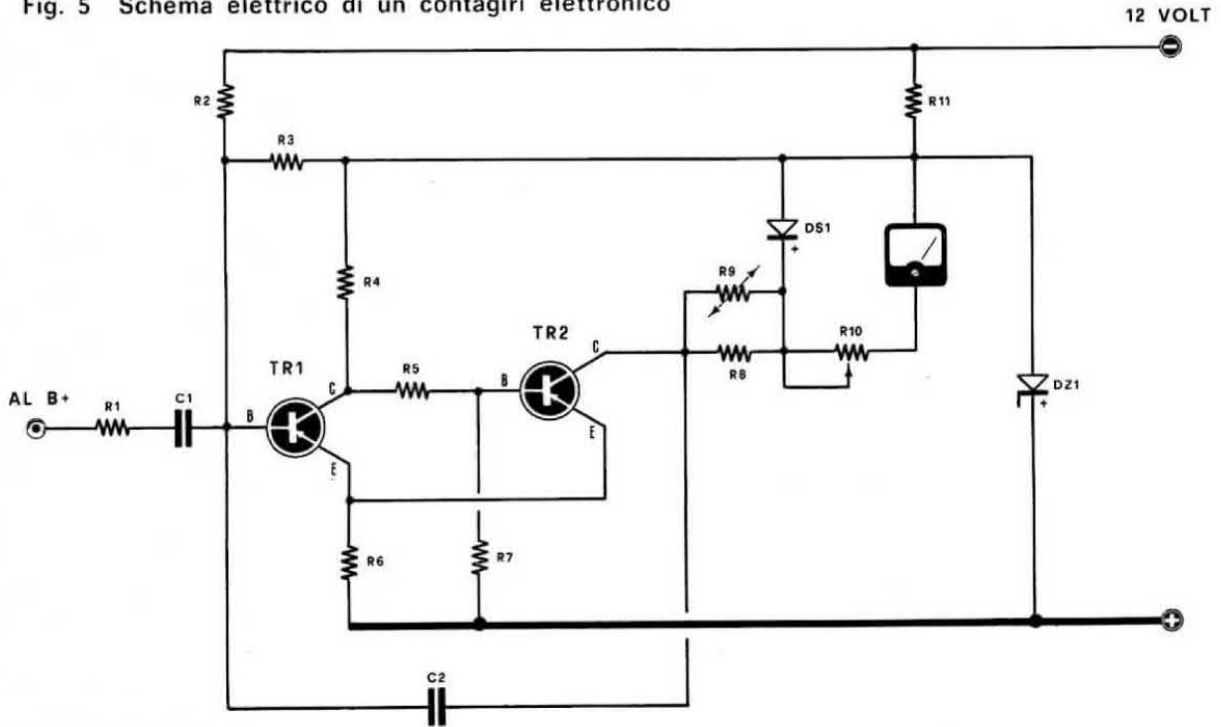 Fig. 5 Schema elettrico di un contagiri elettronico
12 VOLT
R2
R11
R3
DS1
+
R4
R9
TR2
C
R10
TR1
R5
R8
DZ1
+
C
B
AL B+
R1
C1
B
E
E
R6
R7
C2